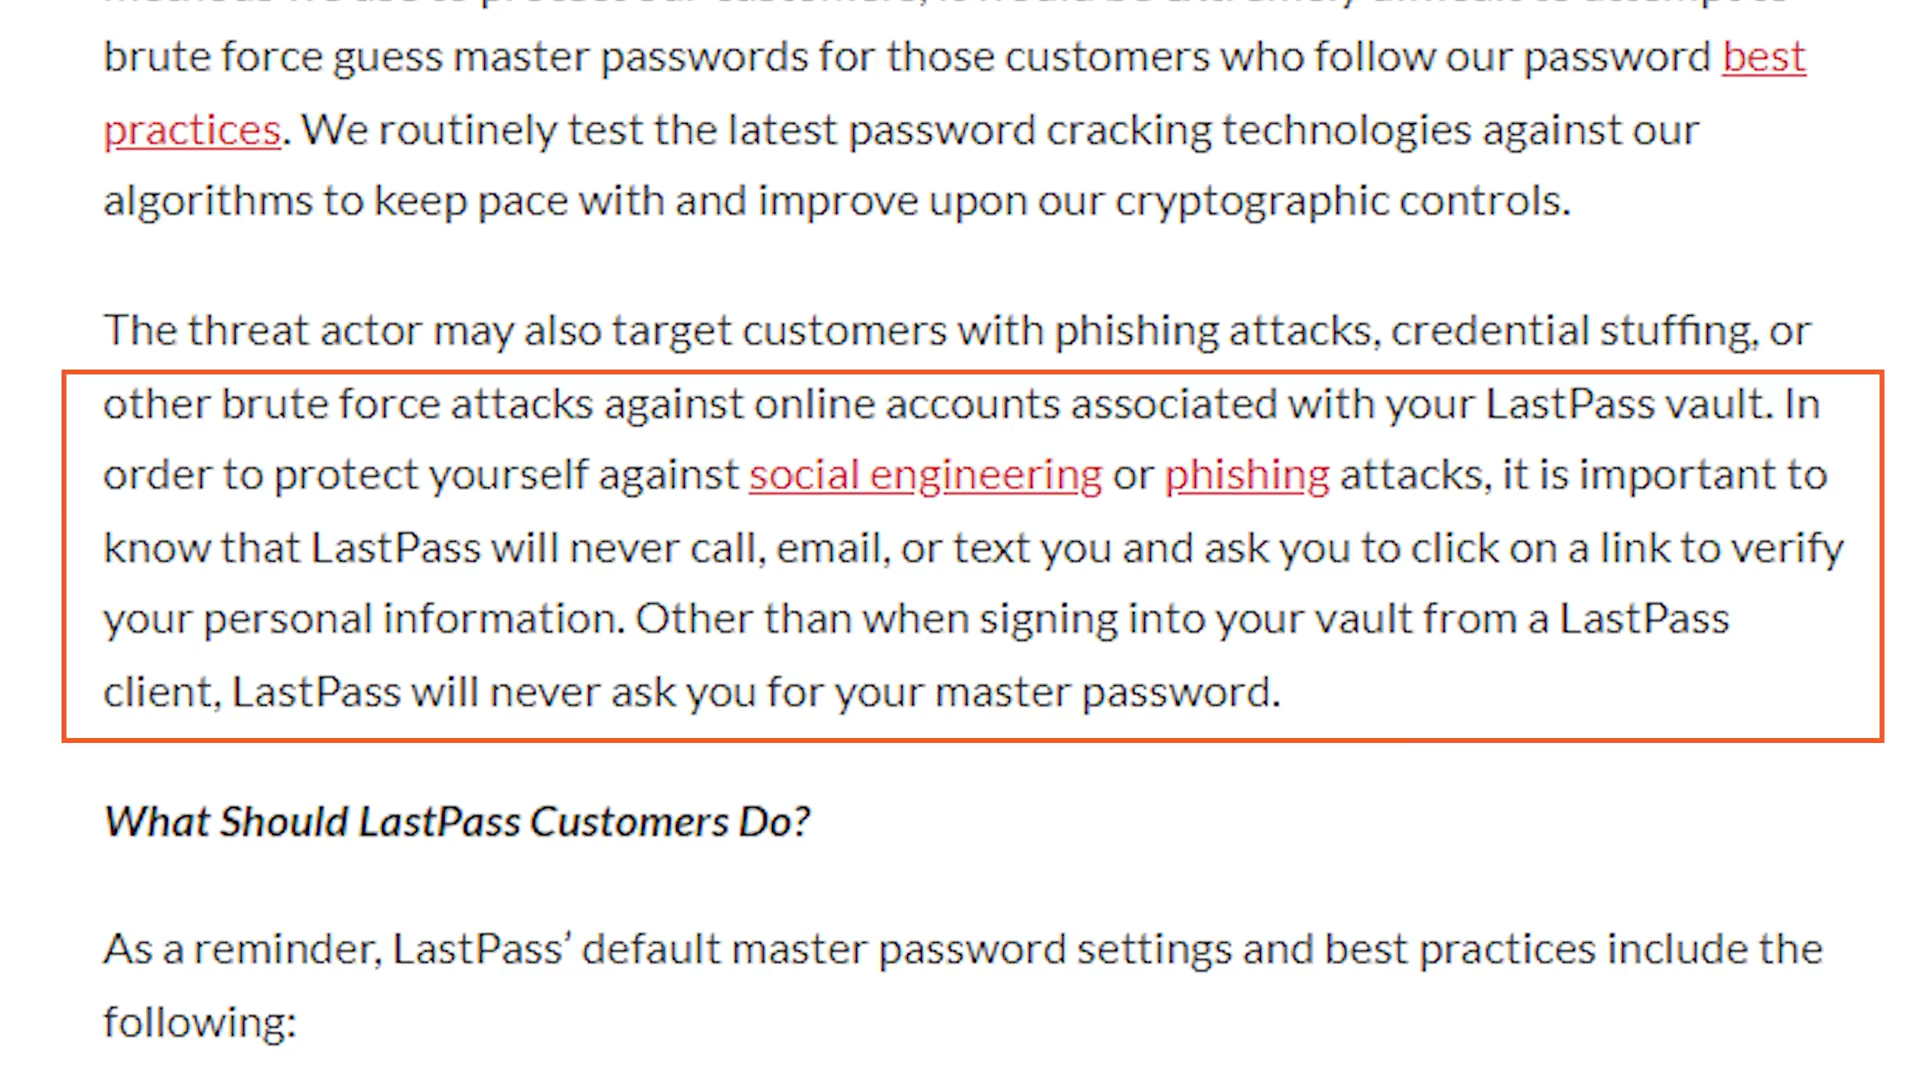 brute force guess master passwords for those customers who follow our password best
practices. We routinely test the latest password cracking technologies against our
algorithms to keep pace with and improve upon our cryptographic controls.
The threat actor may also target customers with phishing attacks, credential stuffing, or
other brute force attacks against online accounts associated with your LastPass vault. In
order to protect yourself against social engineering or phishing attacks, it is important to
know that LastPass will never call, email, or text you and ask you to click on a link to verify
your personal information. Other than when signing into your vault from a LastPass
client, LastPass will never ask you for your master password.
What Should LastPass Customers Do?
As a reminder, LastPass’ default master password settings and best practices include the
following: